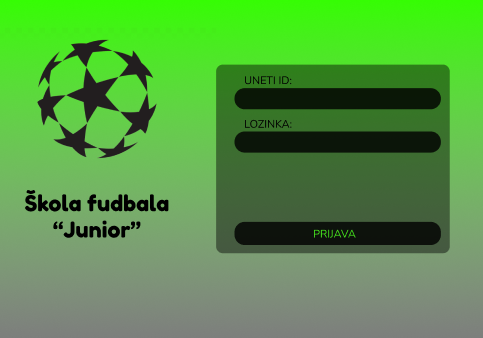 Škola fudbala
“Junior”
UNETI ID:
LOZINKA:
PRIJAVA